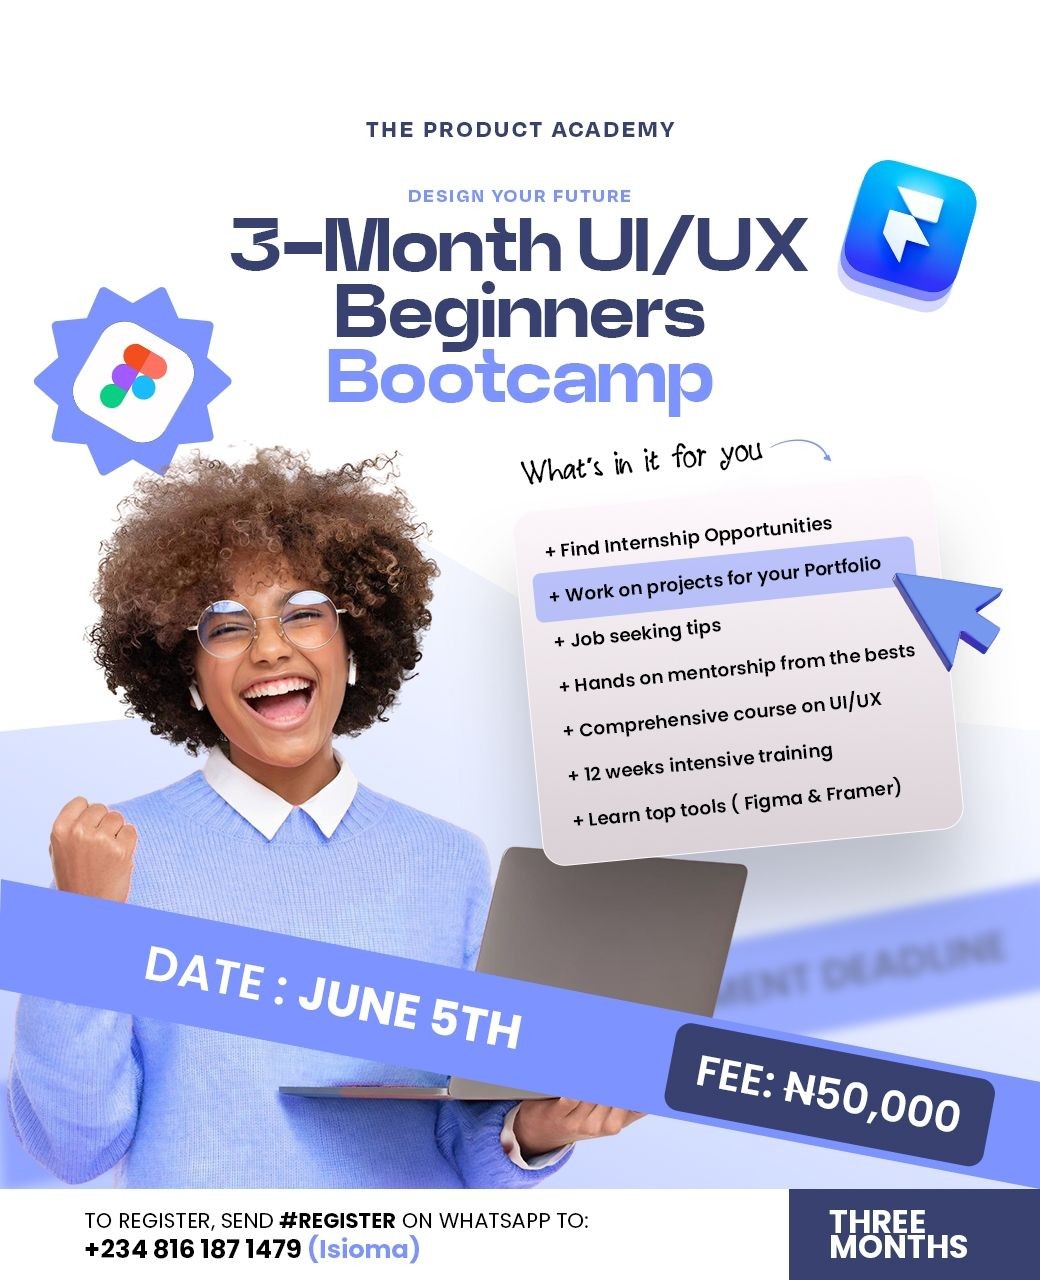 THE PRODUCT ACADEMY
DESIGN YOUR FUTURE
3-Month UI/UX
Beginners
Bootcamp
What's in it for you
+ Find Internship Opportunities
+ Work on projects for your Portfolio
+ Job seeking tips
+ Hands on mentorship from the bests
+ Comprehensive course on UI/UX
+ 12 weeks intensive training
+ Learn top tools ( Figma & Framer)
DEADLINE
DATE : JUNE 5TH
FEE: ₦50,000
TO REGISTER, SEND #REGISTER ON WHATSAPP TO:
+234 816 187 1479 (Isioma)
THREE
MONTHS